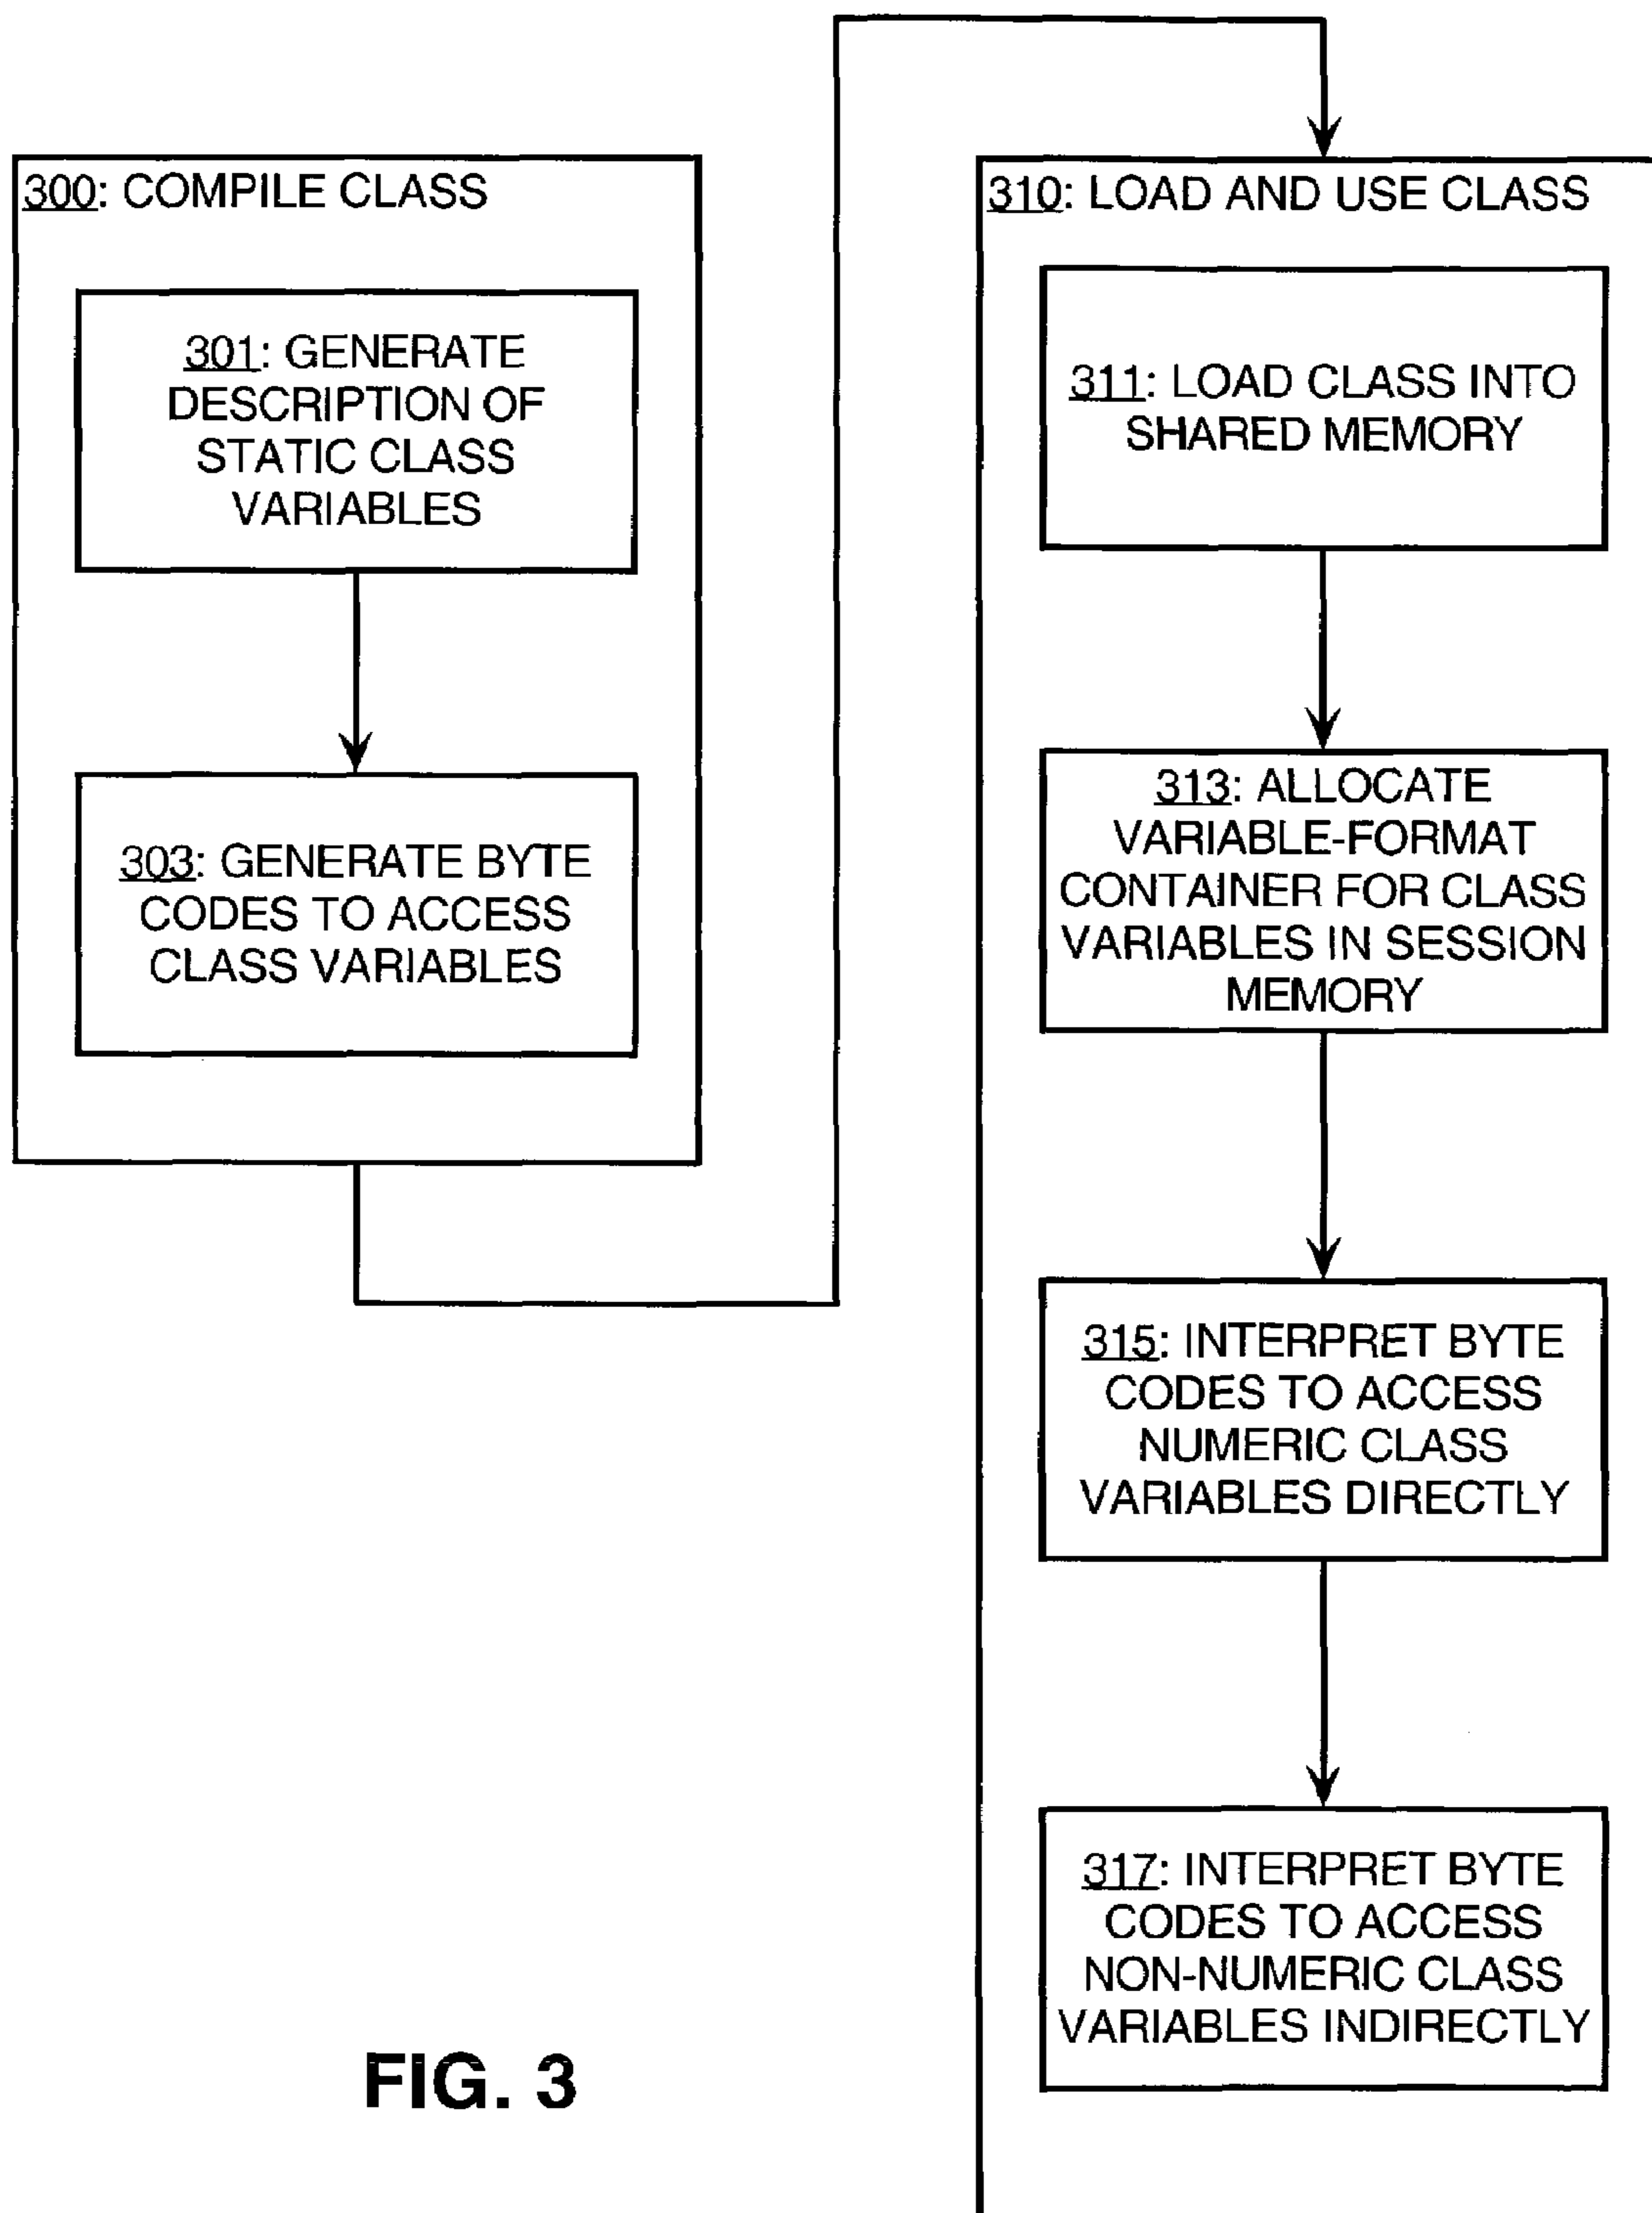 300: COMPILE CLASS
301: GENERATE
DESCRIPTION OF
STATIC CLASS
VARIABLES
303: GENERATE BYTE
CODES TO ACCESS
CLASS VARIABLES
310: LOAD AND USE CLASS
311: LOAD CLASS INTO
SHARED MEMORY
313: ALLOCATE
VARIABLE-FORMAT
CONTAINER FOR CLASS
VARIABLES IN SESSION
MEMORY
315: INTERPRET BYTE
CODES TO ACCESS
NUMERIC CLASS
VARIABLES DIRECTLY
317: INTERPRET BYTE
CODES TO ACCESS
NON-NUMERIC CLASS
VARIABLES INDIRECTLY
FIG. 3